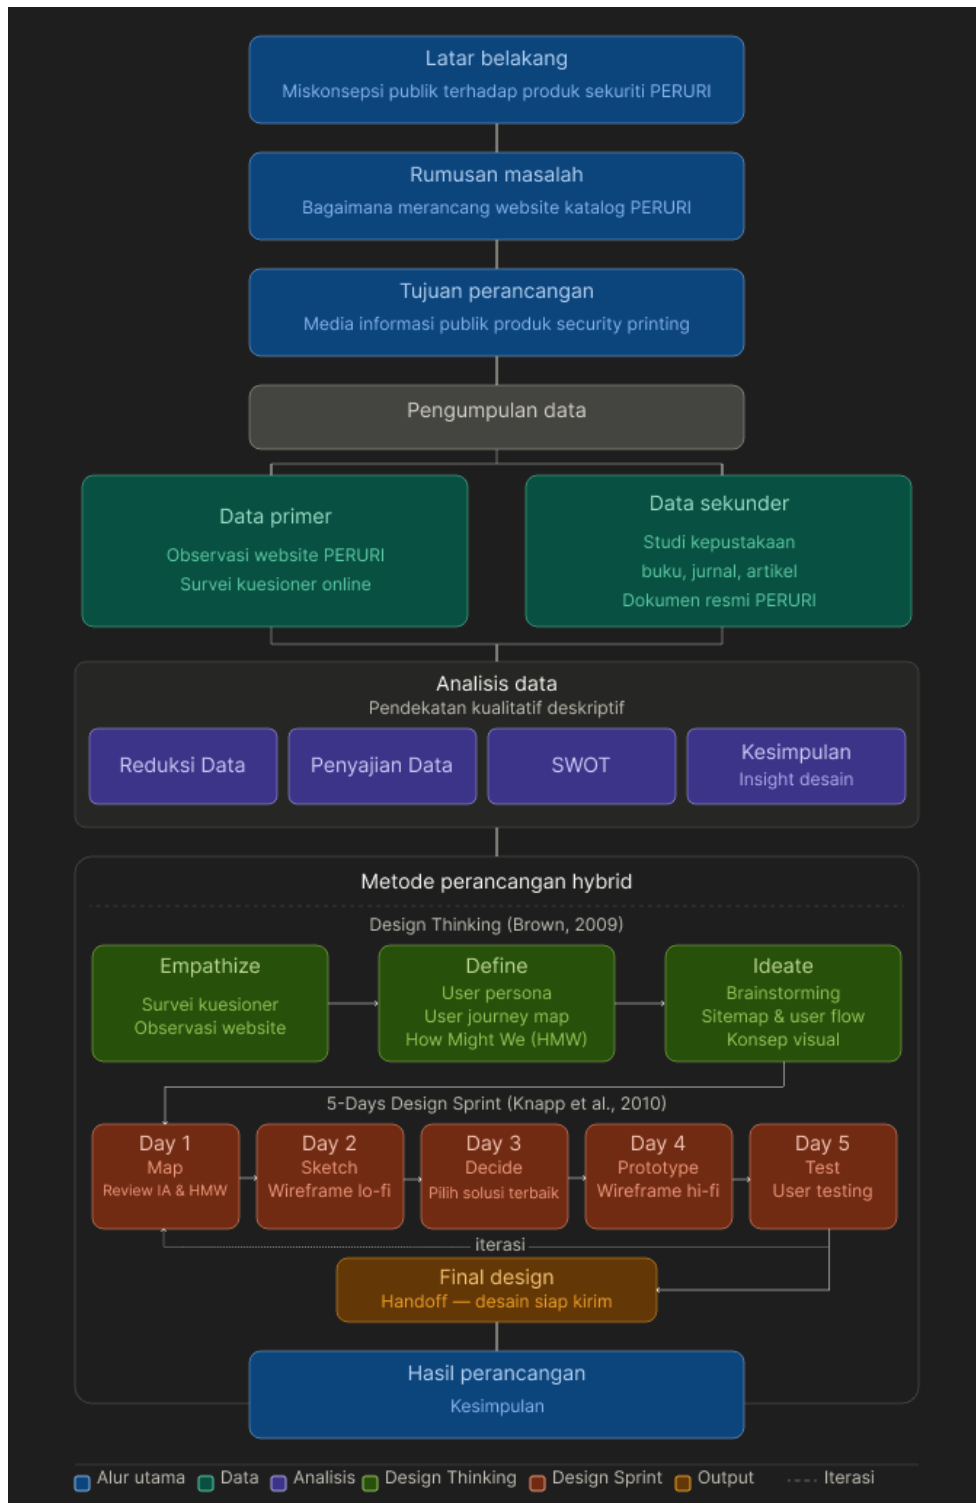 Latar belakang
Miskonsepsi publik terhadap produk sekuriti PERURI
Rumusan masalah
Bagaimana merancang website katalog PERURI
Tujuan perancangan
Media informasi publik produk security printing
Pengumpulan data
Data primer
Observasi website PERURI
Survei kuesioner online
Data sekunder
Studi kepustakaan
buku, jurnal, artikel
Dokumen resmi PERURI
Analisis data
Pendekatan kualitatif deskriptif
Reduksi Data
Penyajian Data
SWOT
Kesimpulan
Insight desain
Metode perancangan hybrid
Design Thinking (Brown, 2009)
Empathize
Survei kuesioner
Observasi website
Define
User persona
User journey map
How Might We (HMW)
Ideate
Brainstorming
Sitemap & user flow
Konsep visual
5-Days Design Sprint (Knapp et al., 2010)
Day 1
Map
Review IA & HMW
Day 2
Sketch
Wireframe lo-fi
Day 3
Decide
Pilih solusi terbaik
Day 4
Prototype
Wireframe hi-fi
Day 5
Test
User testing
iterasi
Final design
Handoff — desain siap kirim
Hasil perancangan
Kesimpulan
Alur utama
Data
Analisis
Design Thinking
Design Sprint
Output
Iterasi